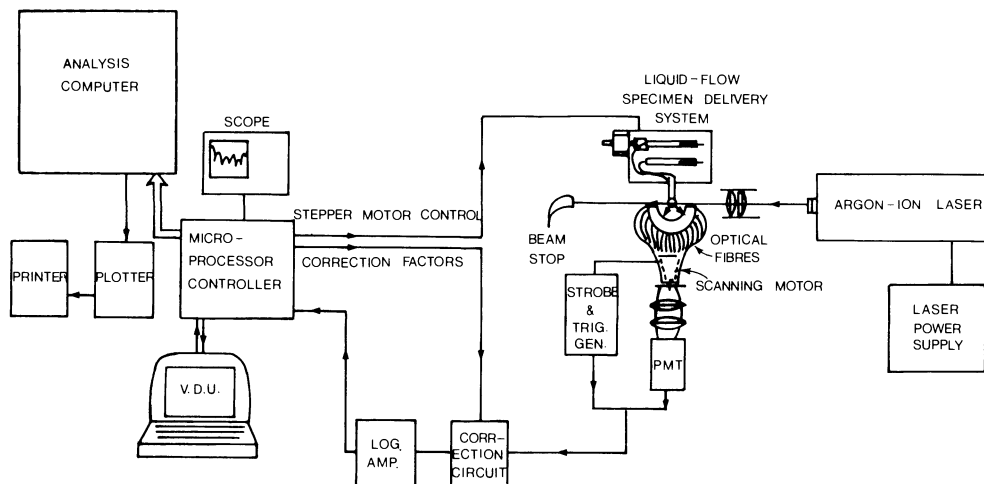 ANALYSIS
COMPUTER
SCOPE
LIQUID-FLOW
SPECIMEN DELIVERY
SYSTEM
STEPPER MOTOR CONTROL
MICRO-
PROCESSOR
CONTROLLER
CORRECTION FACTORS
PRINTER
PLOTTER
BEAM
STOP
OPTICAL
FIBRES
SCANNING MOTOR
ARGON-ION LASER
LASER
POWER
SUPPLY
STROBE
&
TRIG.
GEN.
PMT
V.D.U.
LOG.
AMP.
CORR-
ECTION
CIRCUIT